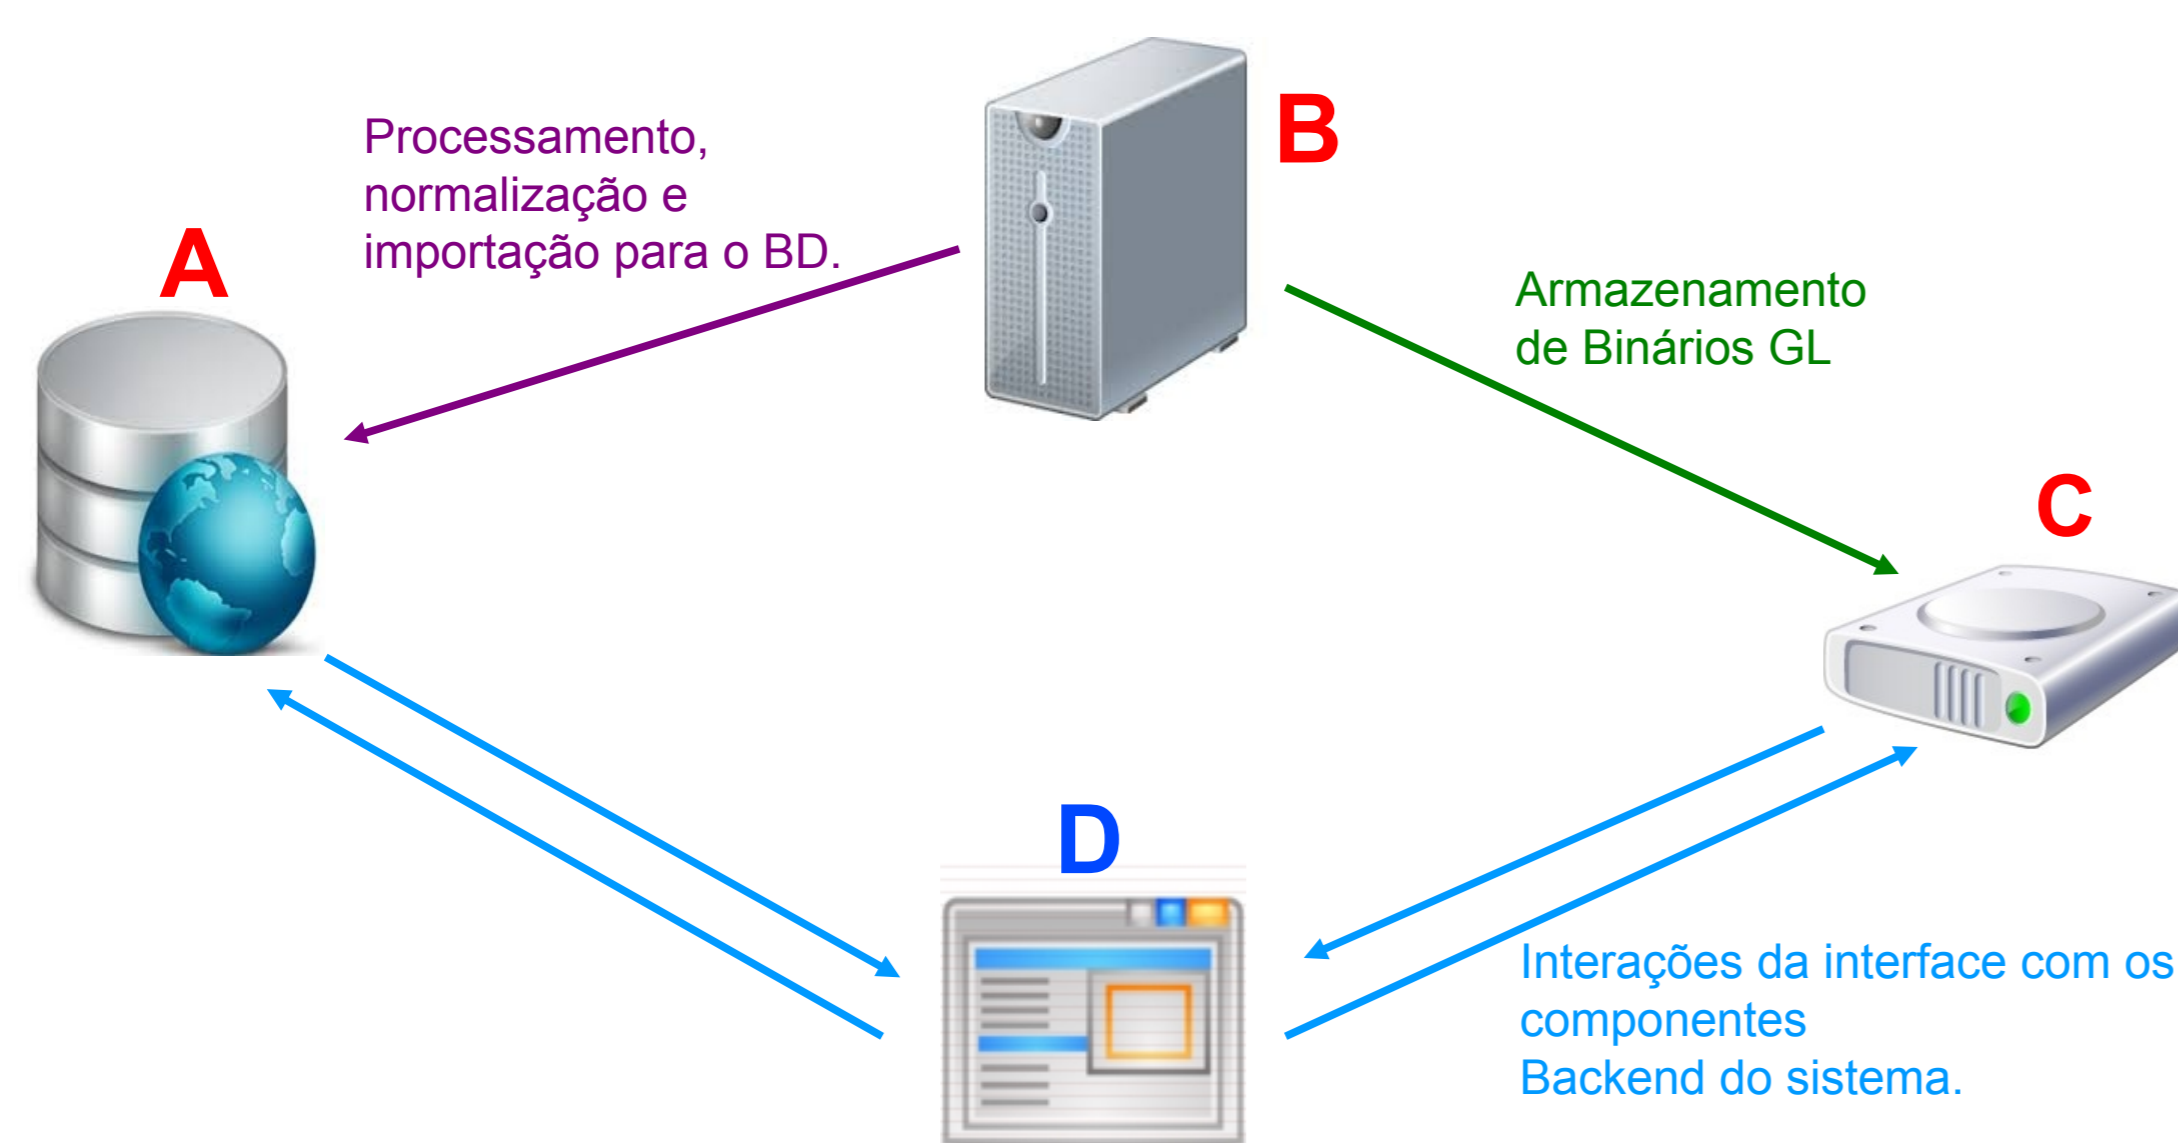 B
Processamento,
normalização e
importação para o BD.
A
Armazenamento
de Binários GL
C
D
Interações da interface com os
componentes
Backend do sistema.